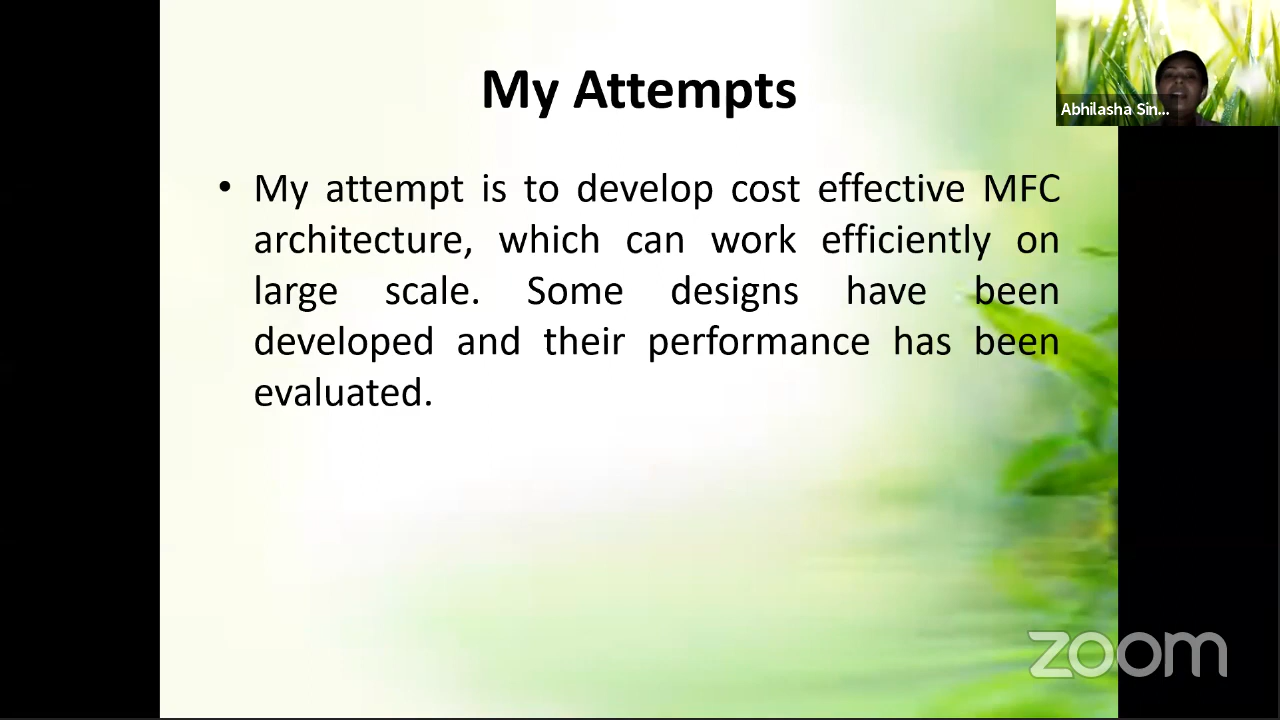 My Attempts
Abhilasha Sin...
• My attempt is to develop cost effective MFC
architecture, which can work efficiently on
large scale. Some designs have been
developed and their performance has been
evaluated.
zoom